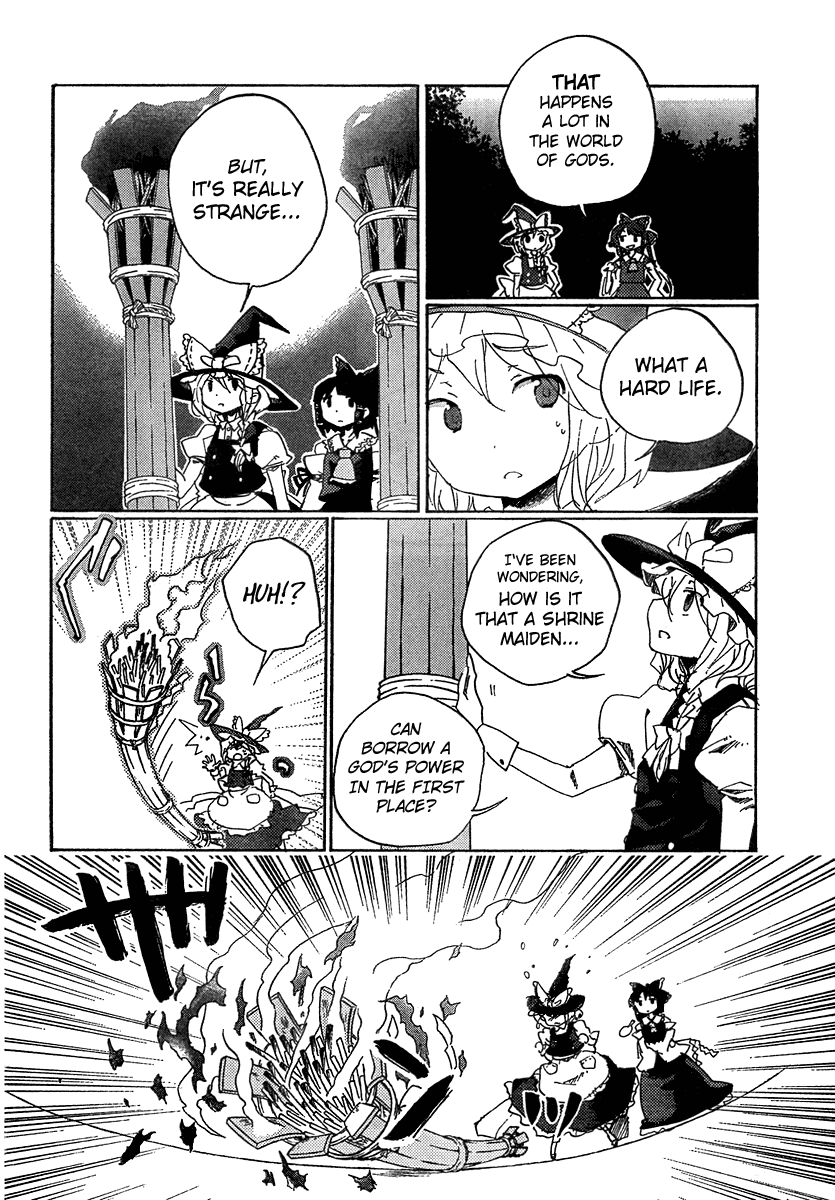 THAT
HAPPENS
A LOT IN
THE WORLD
OF GODS.
WHAT A
HARD LIFE.
BUT,
IT'S REALLY
STRANGE...
I'VE BEEN
WONDERING,
HOW IS IT
THAT A SHRINE
MAIDEN...
CAN
BORROW A
GOD'S POWER
IN THE FIRST
PLACE?
HUH!?